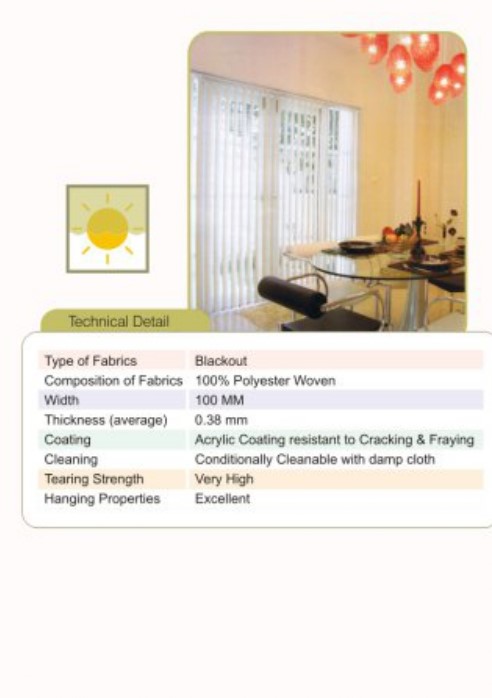 Technical Detail
Type of Fabrics Blackout
Composition of Fabrics 100% Polyester Woven
Width 100 MM
Thickness (average) 0.38 mm
Coating Acrylic Coating resistant to Cracking & Fraying
Cleaning Conditionally Cleanable with damp cloth
Tearing Strength Very High
Hanging Properties Excellent